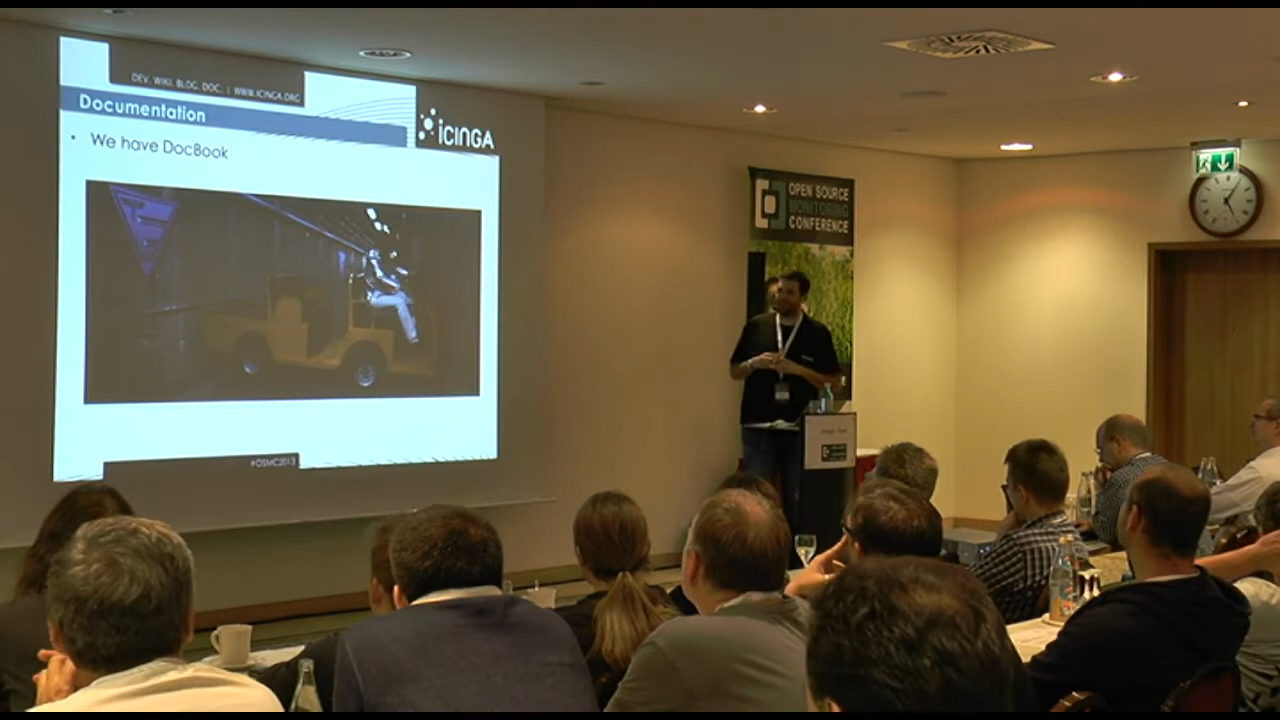 DEV. WIKI. BLOG. DOC. | WWW.ICINGA.ORG
Documentation
icinga
• We have DocBook
#OSMC2013
OPEN SOURCE
MONITORING
CONFERENCE